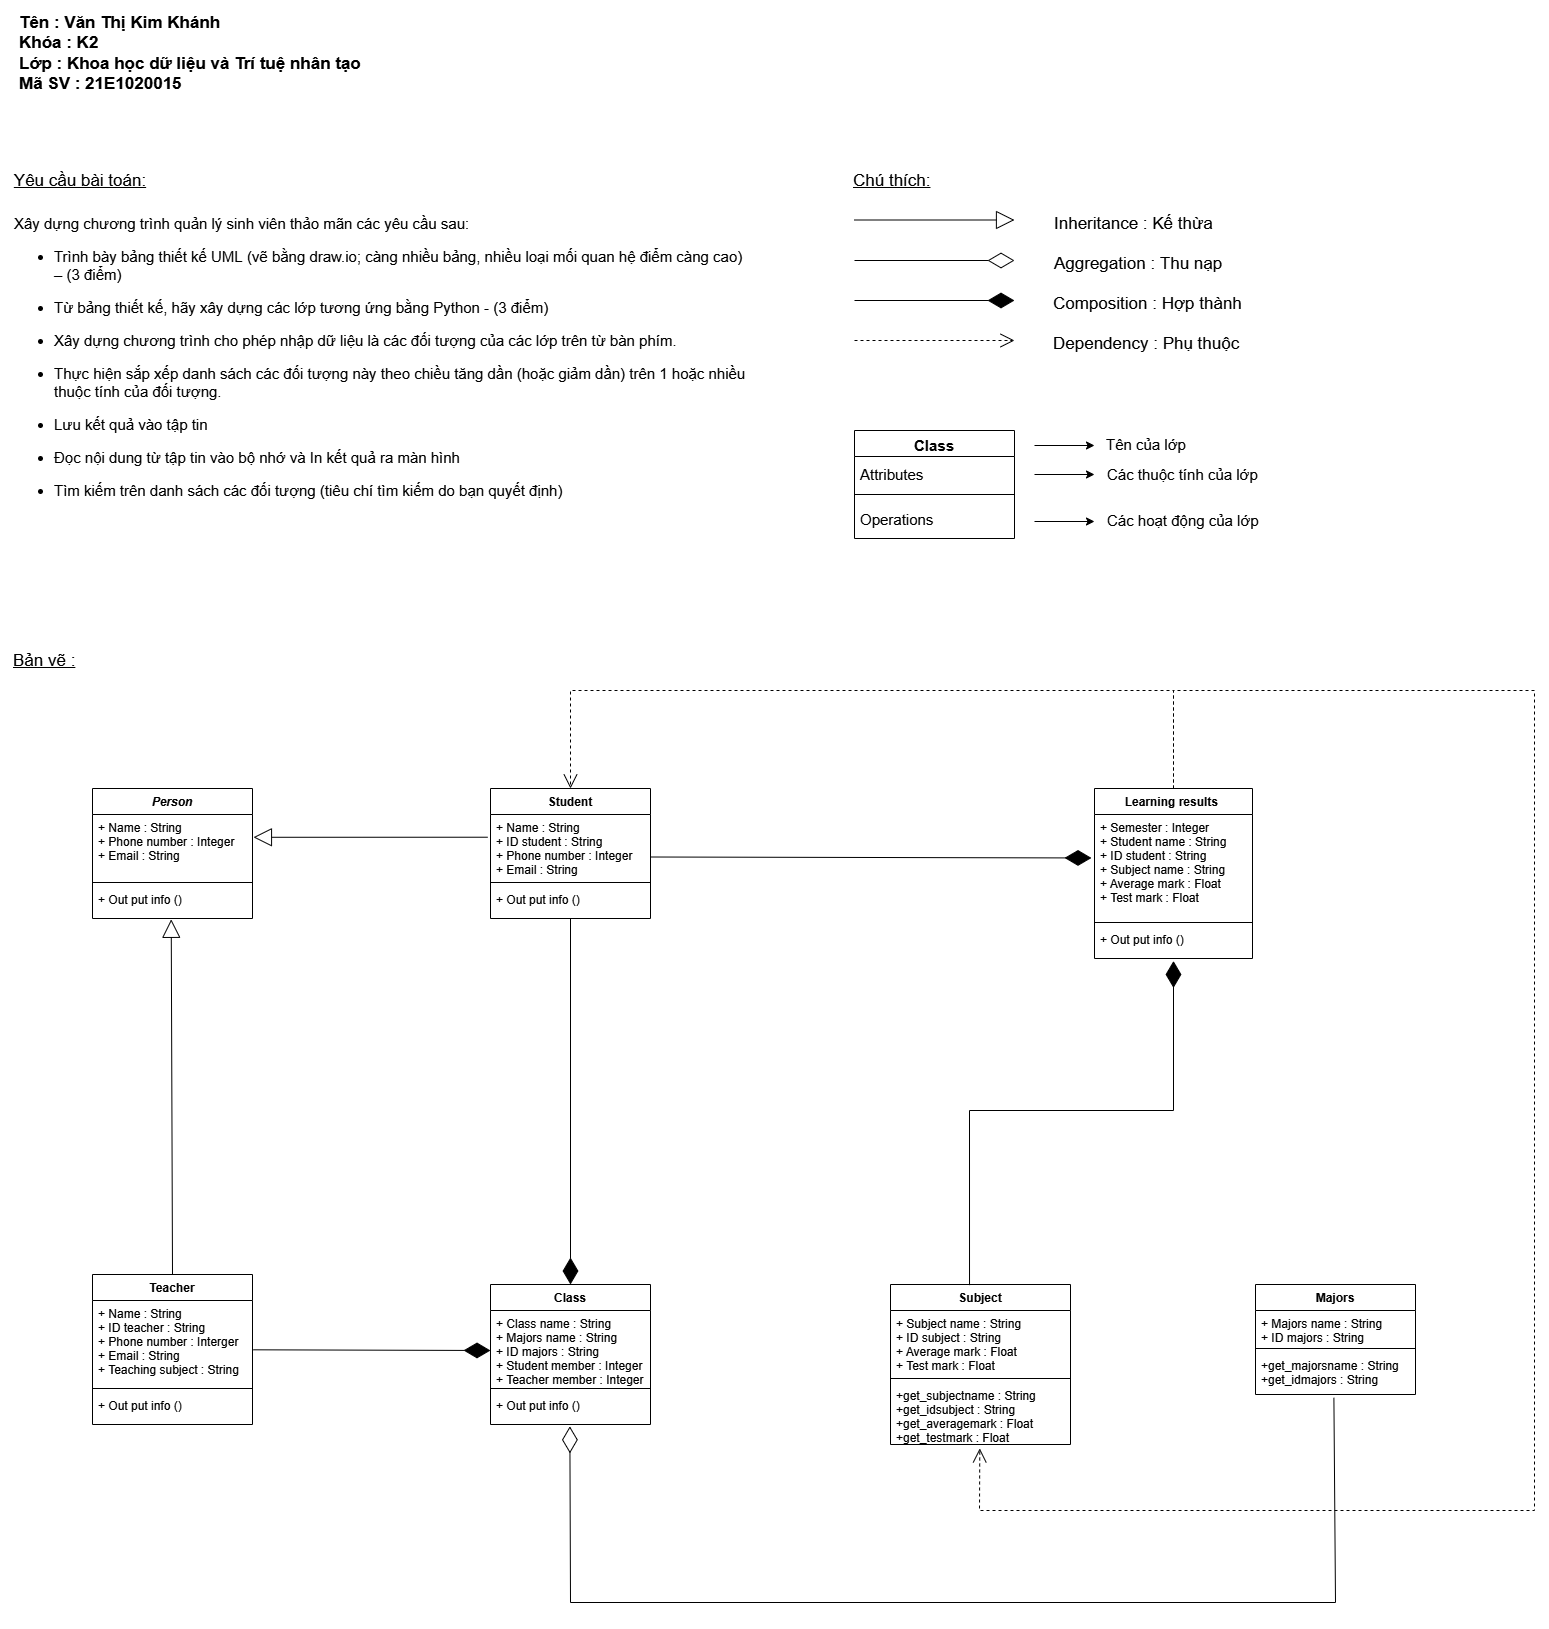 Tên : Văn Thị Kim Khánh
Khóa : K2
Lớp : Khoa học dữ liệu và Trí tuệ nhân tạo
Mã SV : 21E1020015
Yêu cầu bài toán:
Xây dựng chương trình quản lý sinh viên thảo mãn các yêu cầu sau:
• Trình bày bảng thiết kế UML (vẽ bằng draw.io; càng nhiều bảng, nhiều loại mối quan hệ điểm càng cao)
– (3 điểm)
• Từ bảng thiết kế, hãy xây dựng các lớp tương ứng bằng Python - (3 điểm)
• Xây dựng chương trình cho phép nhập dữ liệu là các đối tượng của các lớp trên từ bàn phím.
• Thực hiện sắp xếp danh sách các đối tượng này theo chiều tăng dần (hoặc giảm dần) trên 1 hoặc nhiều
thuộc tính của đối tượng.
• Lưu kết quả vào tập tin
• Đọc nội dung từ tập tin vào bộ nhớ và In kết quả ra màn hình
• Tìm kiếm trên danh sách các đối tượng (tiêu chí tìm kiếm do bạn quyết định)
Chú thích:
Inheritance : Kế thừa
Aggregation : Thu nạp
Composition : Hợp thành
Dependency : Phụ thuộc
Class
Attributes
Operations
Tên của lớp
Các thuộc tính của lớp
Các hoạt động của lớp
Bản vẽ :
Person
+ Name : String
+ Phone number : Integer
+ Email : String
+ Out put info ()
Student
+ Name : String
+ ID student : String
+ Phone number : Integer
+ Email : String
+ Out put info ()
Learning results
+ Semester : Integer
+ Student name : String
+ ID student : String
+ Subject name : String
+ Average mark : Float
+ Test mark : Float
+ Out put info ()
Teacher
+ Name : String
+ ID teacher : String
+ Phone number : Interger
+ Email : String
+ Teaching subject : String
+ Out put info ()
Class
+ Class name : String
+ Majors name : String
+ ID majors : String
+ Student member : Integer
+ Teacher member : Integer
+ Out put info ()
Subject
+ Subject name : String
+ ID subject : String
+ Average mark : Float
+ Test mark : Float
+get_subjectname : String
+get_idsubject : String
+get_averagemark : Float
+get_testmark : Float
Majors
+ Majors name : String
+ ID majors : String
+get_majorsname : String
+get_idmajors : String